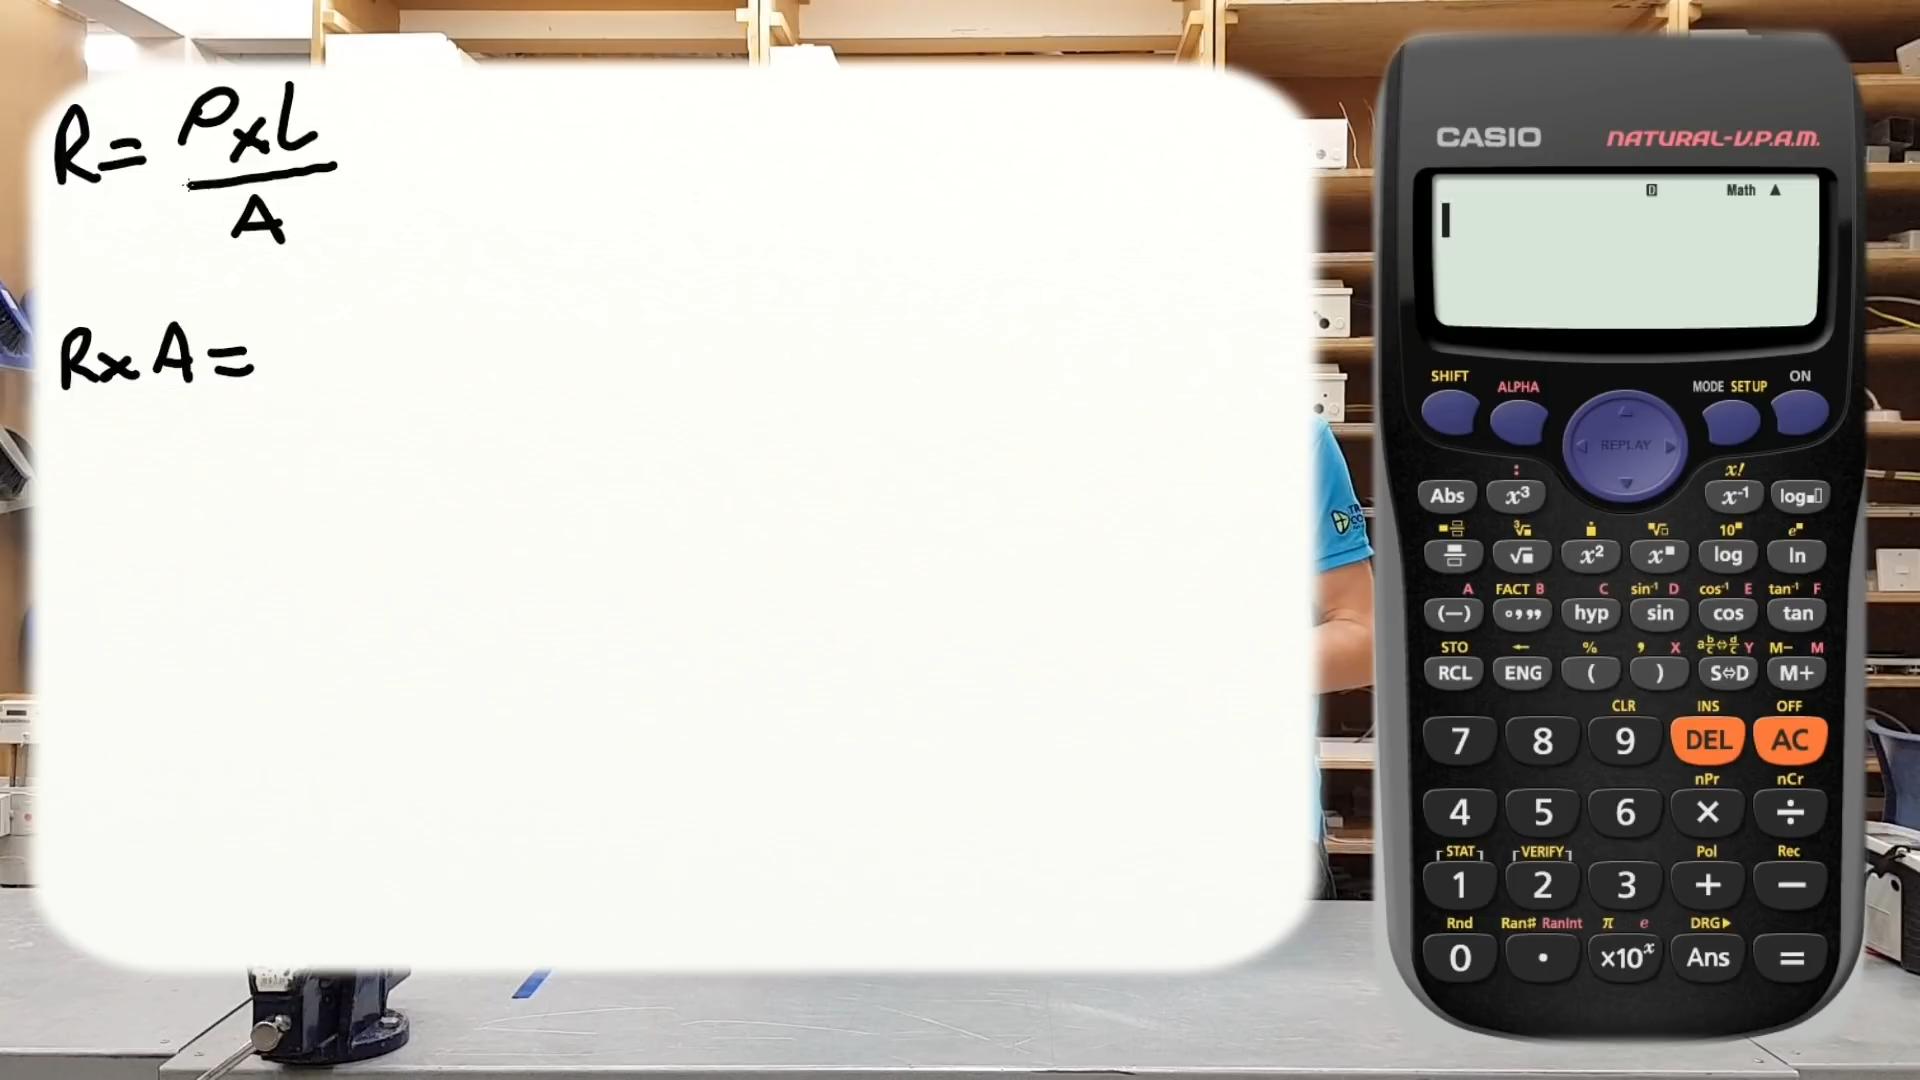 R = ρ x L
A
R x A =
CASIO NATURAL-V.P.A.M.
D Math ▲
SHIFT ALPHA MODE SETUP ON
REPLAY
: x!
Abs x³ x⁻¹ log■□
³√■ ■√□ 10■ e■
√■ x² x■ log ln
A FACT B C sin⁻¹ D cos⁻¹ E tan⁻¹ F
(−) °,,, hyp sin cos tan
STO ← % , X a b/c⇔d/c Y M− M
RCL ENG ( ) S⇔D M+
CLR INS OFF
7 8 9 DEL AC
nPr nCr
4 5 6 × ÷
STAT VERIFY Pol Rec
1 2 3 + −
Rnd Ran# RanInt π e DRG▶
0 • ×10ˣ Ans =